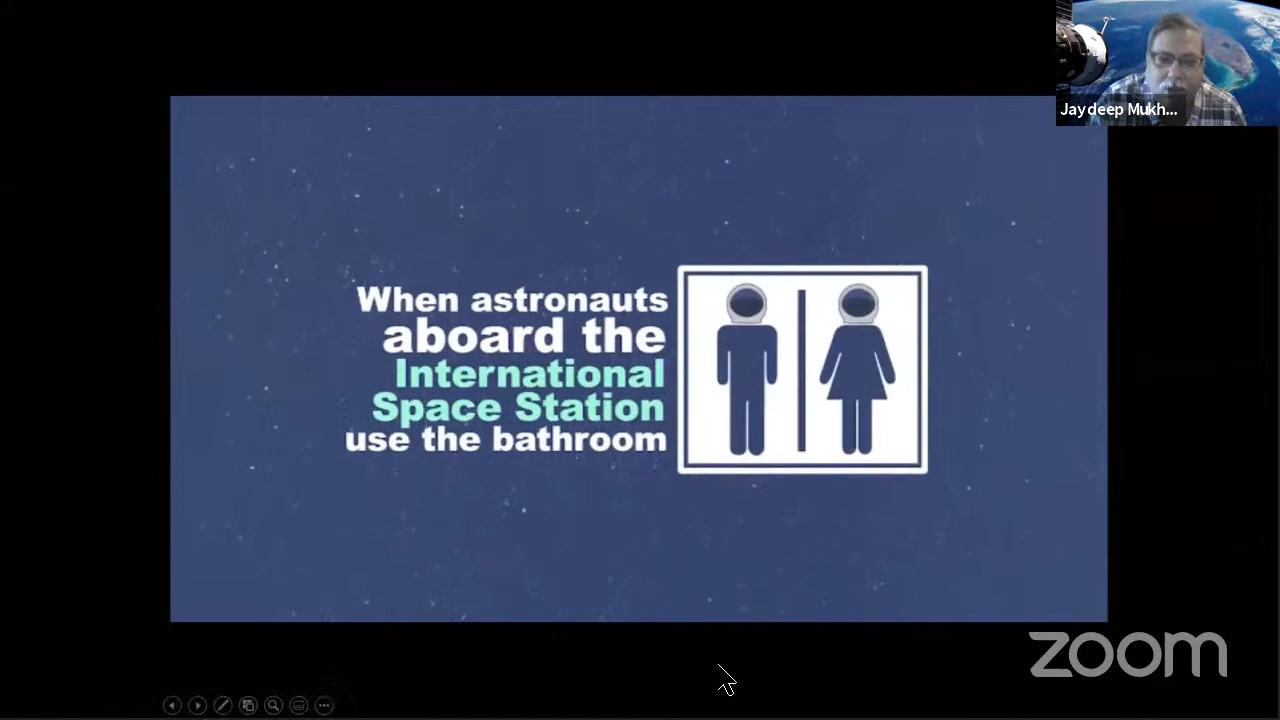 Jaydeep Mukh...
When astronauts
aboard the
International
Space Station
use the bathroom
zoom